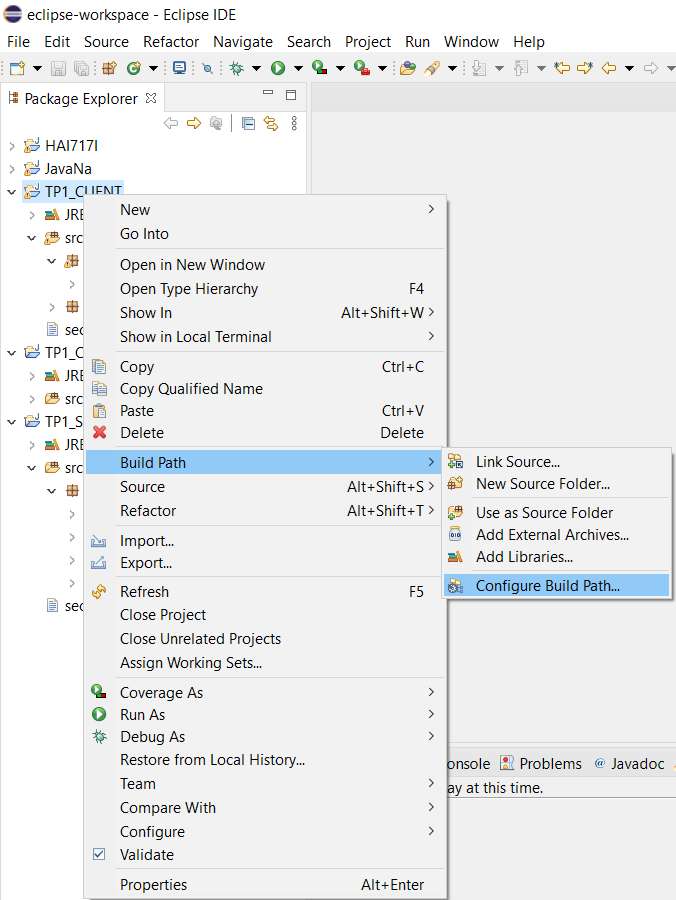 eclipse-workspace - Eclipse IDE
File Edit Source Refactor Navigate Search Project Run Window Help
Package Explorer
HAI717I
JavaNa
TP1_CLIENT
New
JRE
Go Into
src
Open in New Window
Open Type Hierarchy F4
Show In Alt+Shift+W
Show in Local Terminal
sec
TP1_C
Copy Ctrl+C
JRE
Copy Qualified Name
src
Paste Ctrl+V
TP1_S
Delete Delete
JRE
Build Path
src
Link Source...
Source Alt+Shift+S
New Source Folder...
Refactor Alt+Shift+T
Use as Source Folder
Import...
Add External Archives...
Export...
Add Libraries...
Refresh F5
Configure Build Path...
sec
Close Project
Close Unrelated Projects
Assign Working Sets...
Coverage As
Run As
Debug As
Restore from Local History...
onsole Problems @ Javadoc
Team
ay at this time.
Compare With
Configure
Validate
Properties Alt+Enter